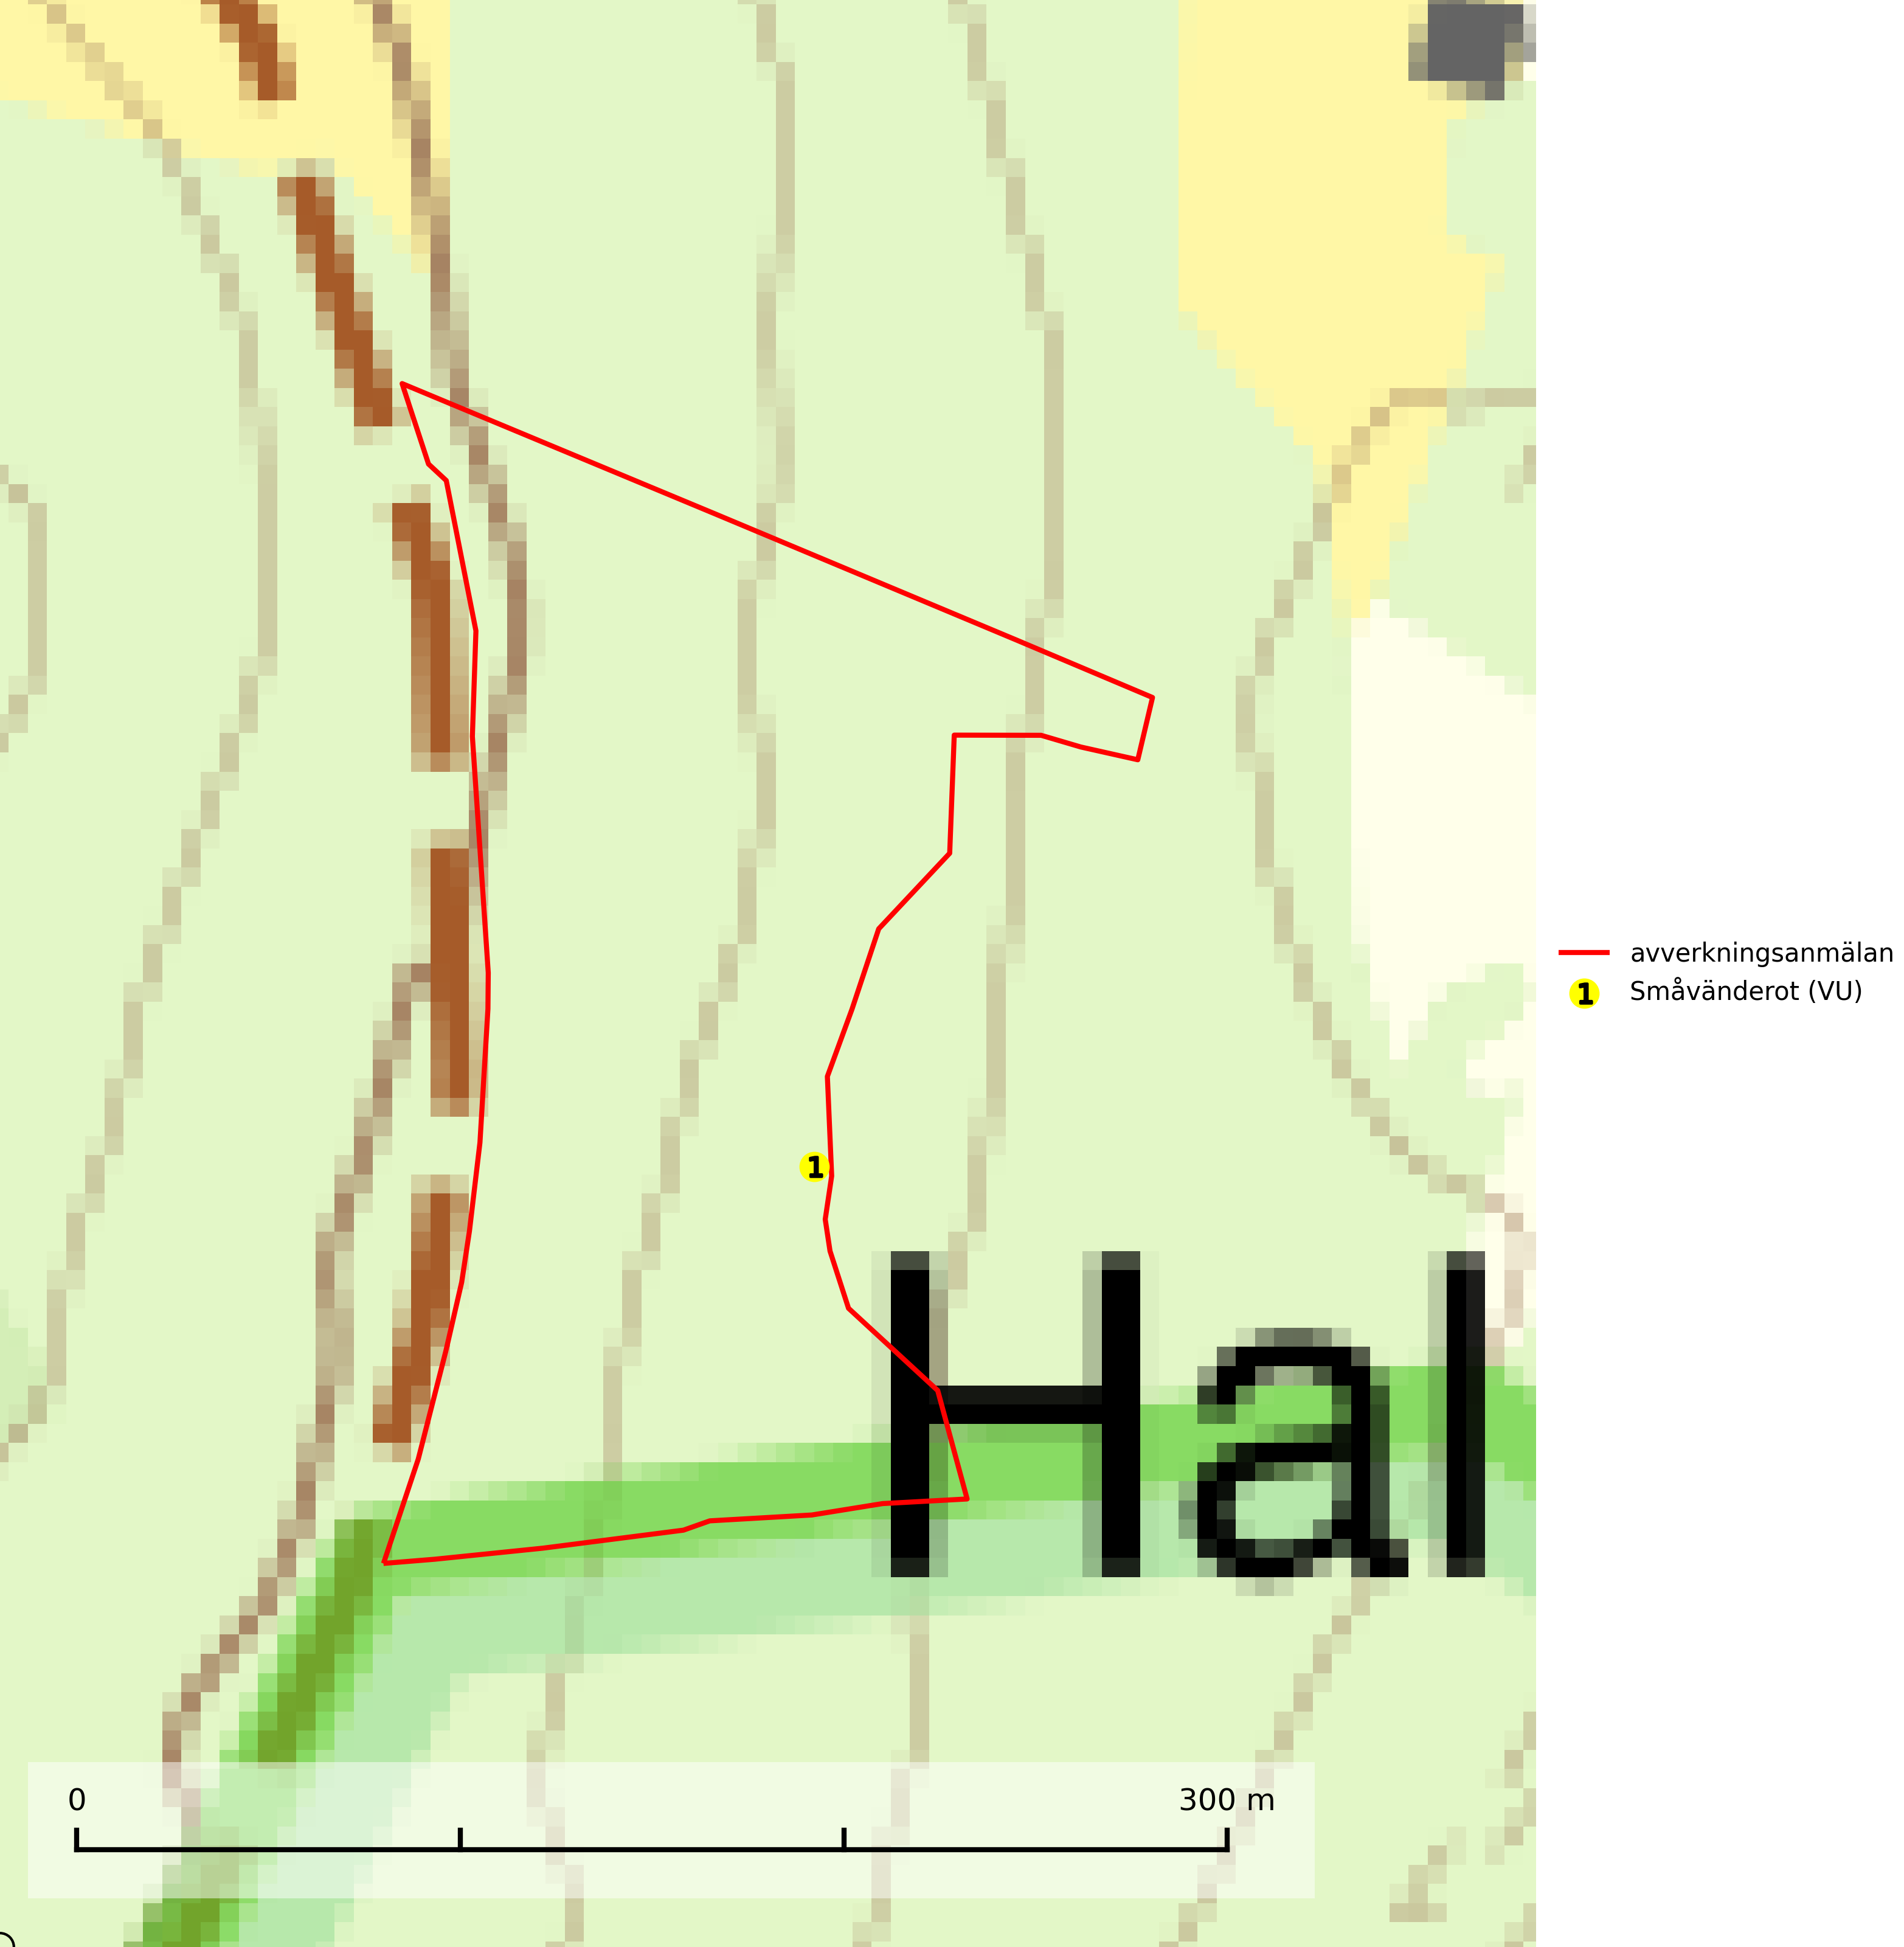 avverkningsanmälan
1 Småvänderot (VU)
1
Hal
0 300 m